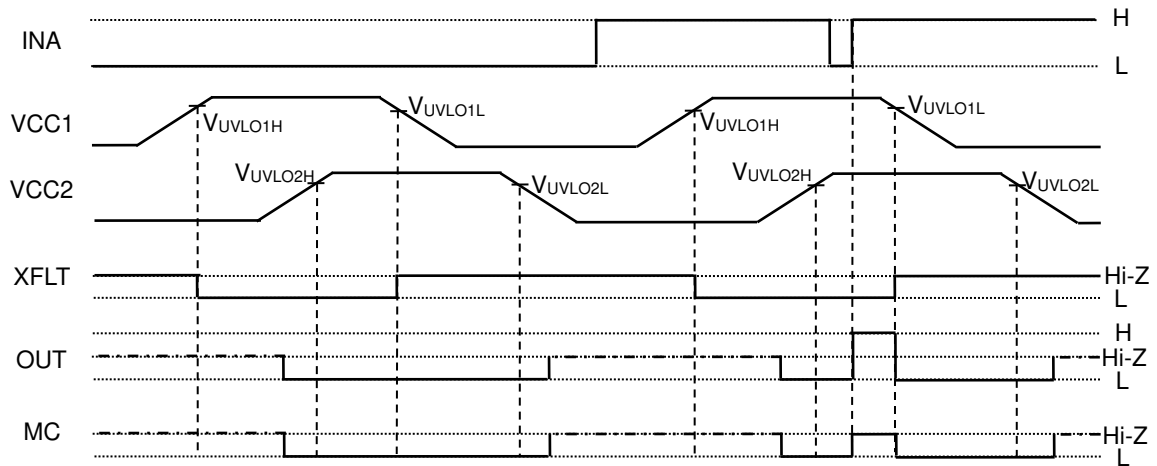 INA
H
L
VCC1
VUVLO1H
VUVLO1L
VUVLO1H
VUVLO1L
VCC2
VUVLO2H
VUVLO2L
VUVLO2H
VUVLO2L
XFLT
Hi-Z
L
OUT
H
Hi-Z
L
MC
Hi-Z
L